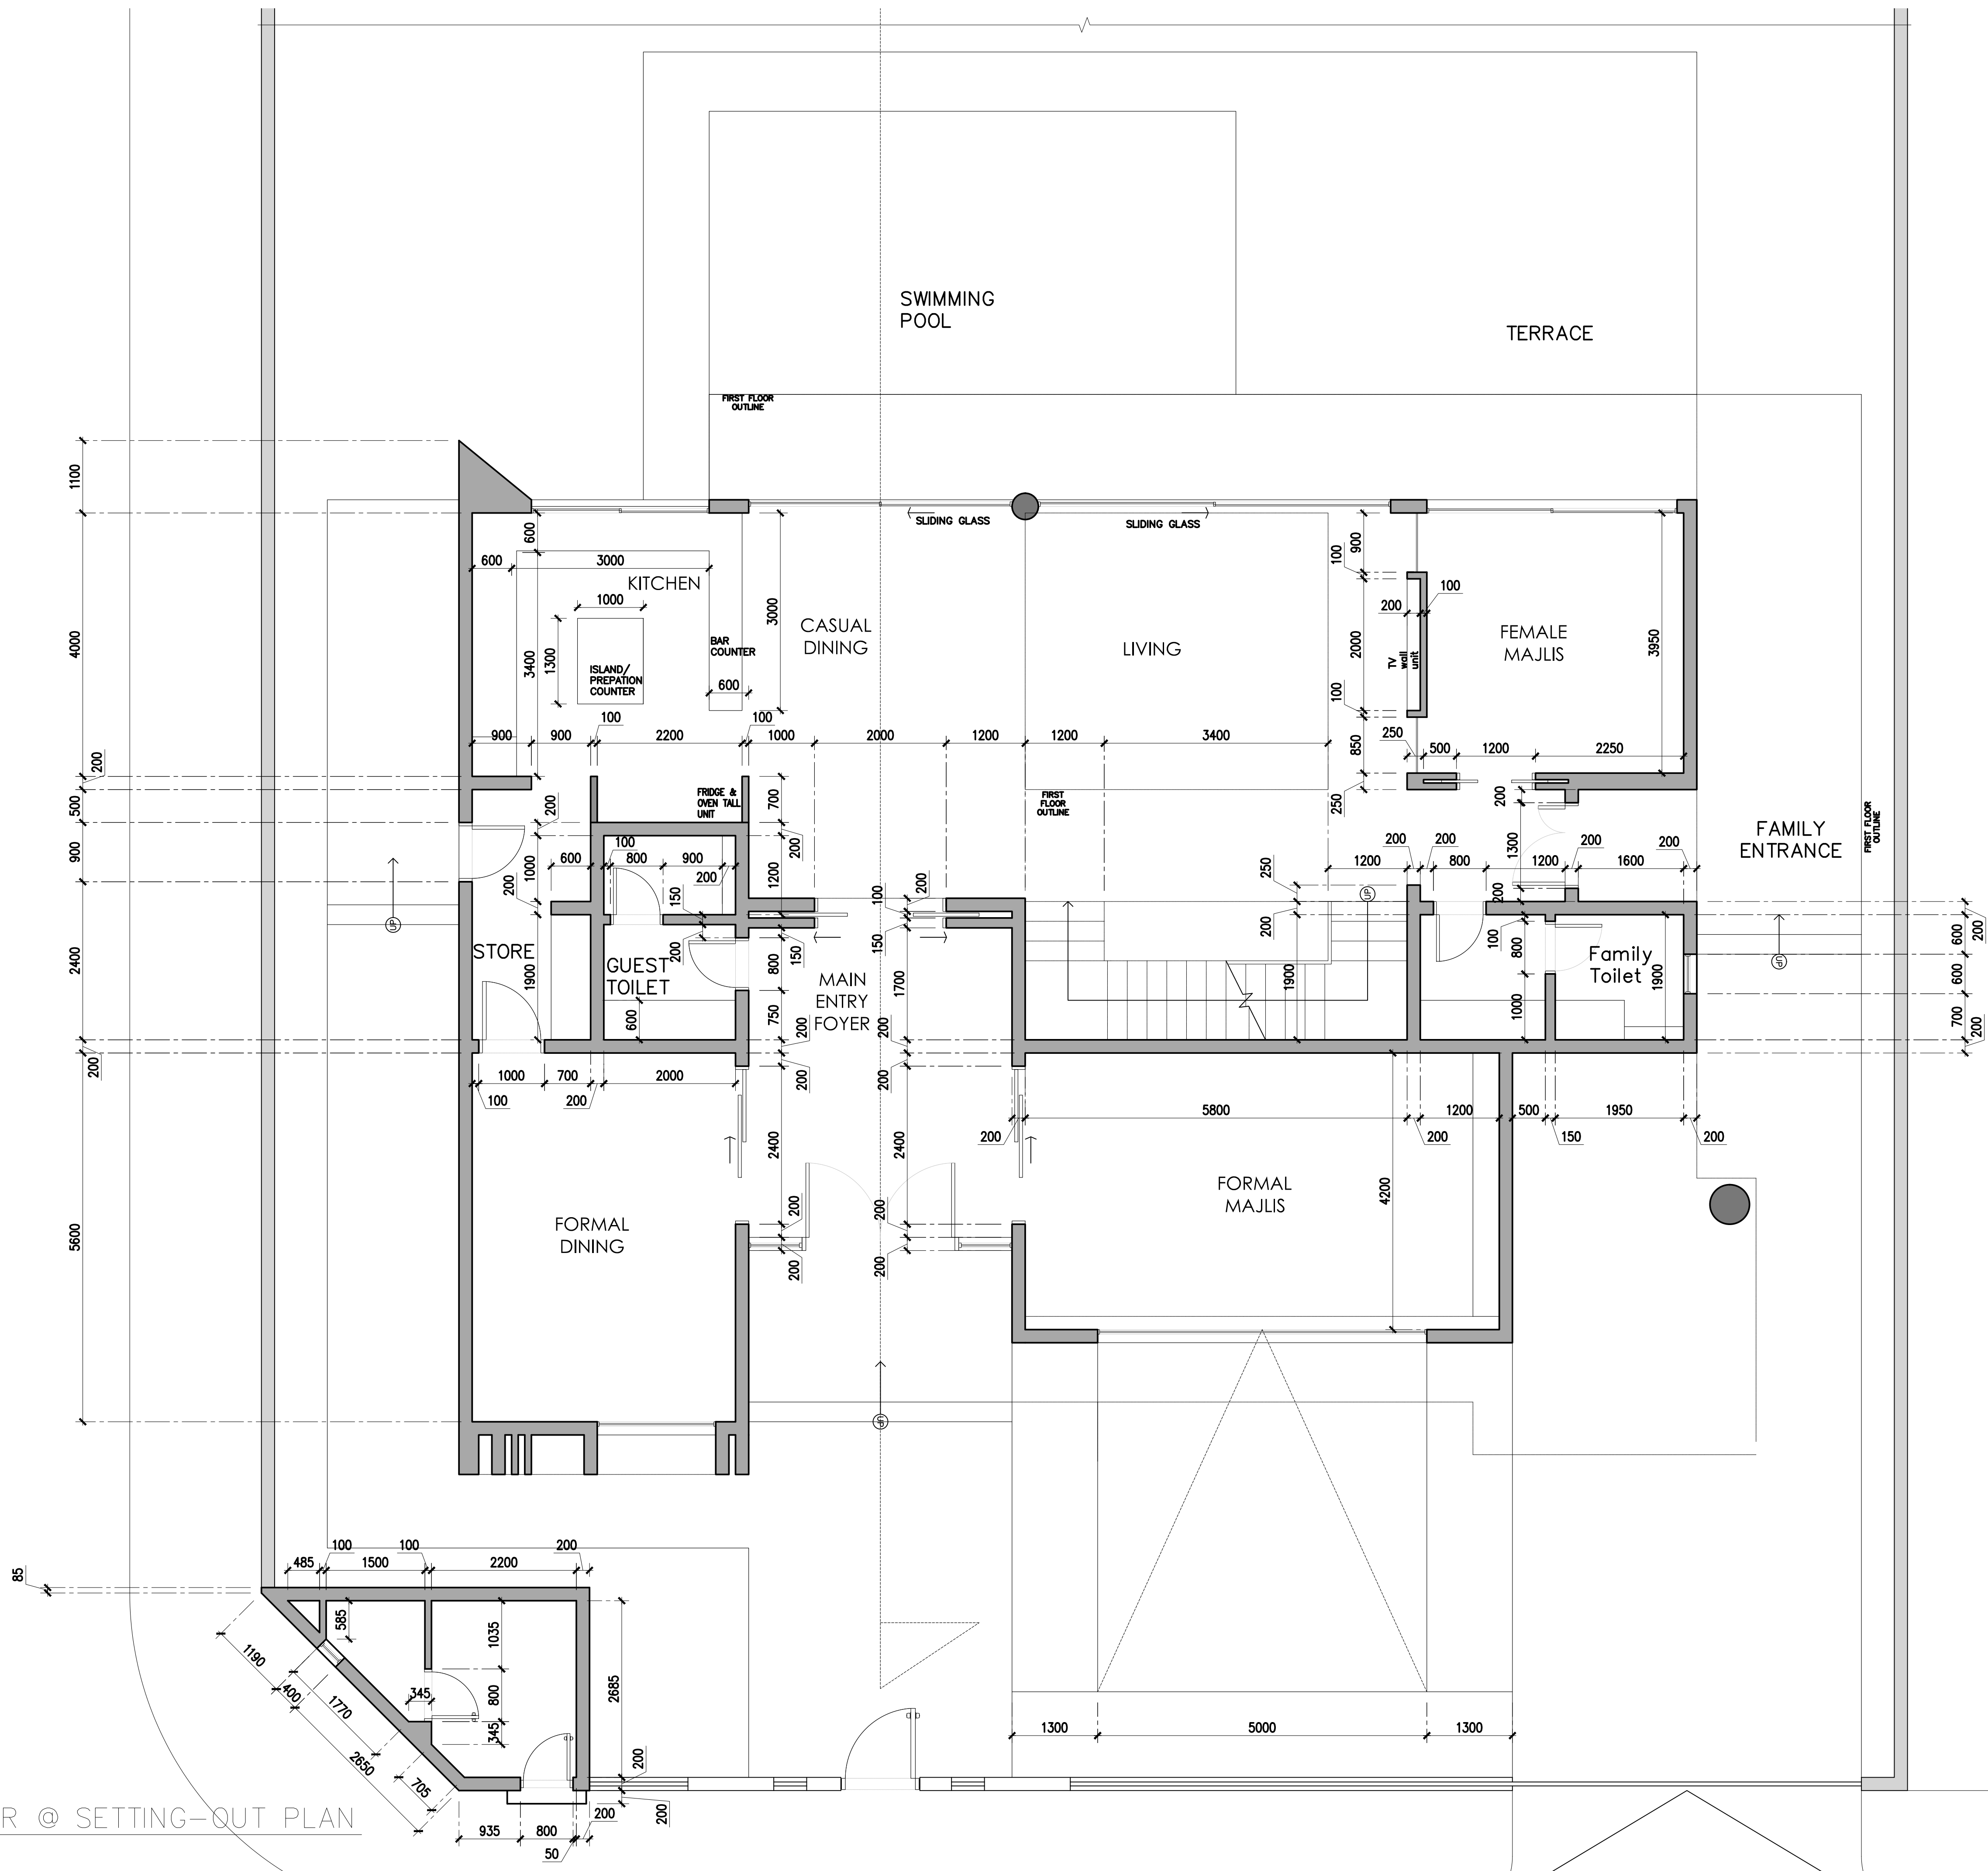 SWIMMING
POOL
TERRACE
FIRST FLOOR
OUTLINE
1100
4000
200
500
900
2400
200
5600
SLIDING GLASS
SLIDING GLASS
600
600
3000
KITCHEN
1000
3400
1300
ISLAND/
PREPATION
COUNTER
BAR
COUNTER
600
3000
CASUAL
DINING
LIVING
100
900
200
100
2000
TV
wall
unit
100
850
250
FEMALE
MAJLIS
3950
900
900
100
2200
100
1000
2000
1200
1200
3400
250
500
1200
2250
FRIDGE &
OVEN TALL
UNIT
700
200
1200
FIRST
FLOOR
OUTLINE
FAMILY
ENTRANCE
FIRST FLOOR
OUTLINE
200
1000
200
1900
600
100
800
900
200
150
200
100
200
150
150
800
750
200
200
1700
200
200
250
200
1900
1200
200
200
800
1200
200
1600
200
200
1300
200
100
800
1000
1900
200
600
600
700
200
UP
UP
UP
STORE
GUEST
TOILET
600
MAIN
ENTRY
FOYER
Family
Toilet
1000
700
2000
100
200
2400
2400
5800
1200
500
1950
200
200
150
200
FORMAL
DINING
200
200
200
200
FORMAL
MAJLIS
4200
UP
85
485
100
1500
100
2200
200
585
1035
800
345
345
2685
1190
400
1770
2650
705
200
200
935
800
200
50
1300
5000
1300
R @ SETTING-OUT PLAN